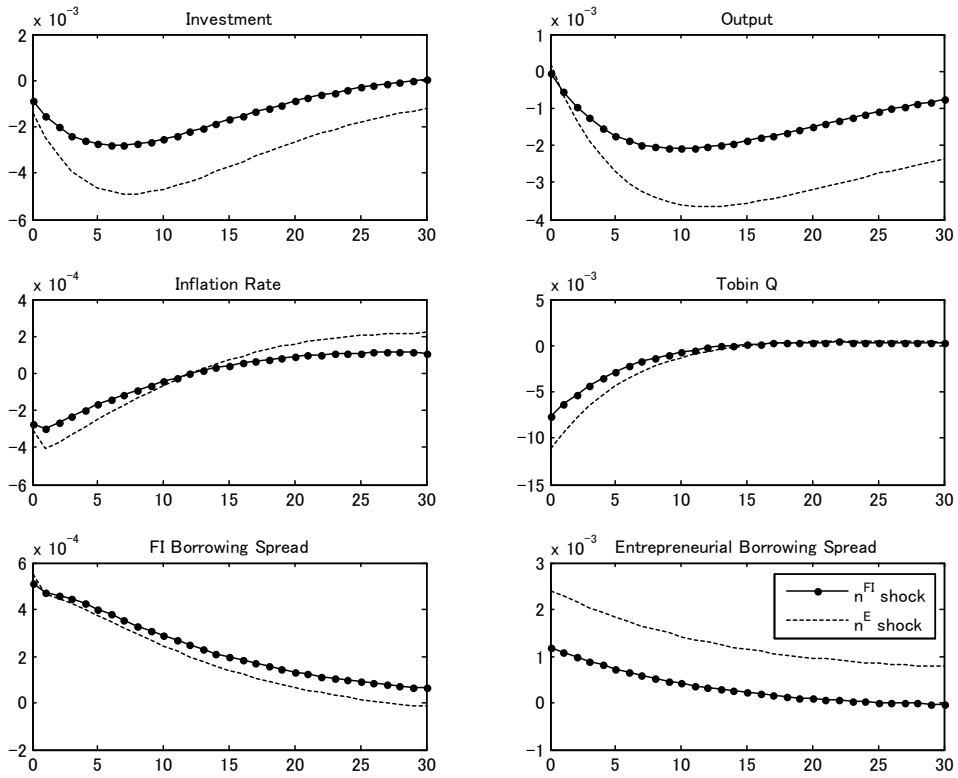 x 10⁻³
Investment
2
0
−2
−4
−6
0 5 10 15 20 25 30
x 10⁻³
Output
1
0
−1
−2
−3
−4
0 5 10 15 20 25 30
x 10⁻⁴
Inflation Rate
4
2
0
−2
−4
−6
0 5 10 15 20 25 30
x 10⁻³
Tobin Q
5
0
−5
−10
−15
0 5 10 15 20 25 30
x 10⁻⁴
FI Borrowing Spread
6
4
2
0
−2
0 5 10 15 20 25 30
x 10⁻³
Entrepreneurial Borrowing Spread
3
2
1
0
−1
0 5 10 15 20 25 30
n^FI shock
n^E shock